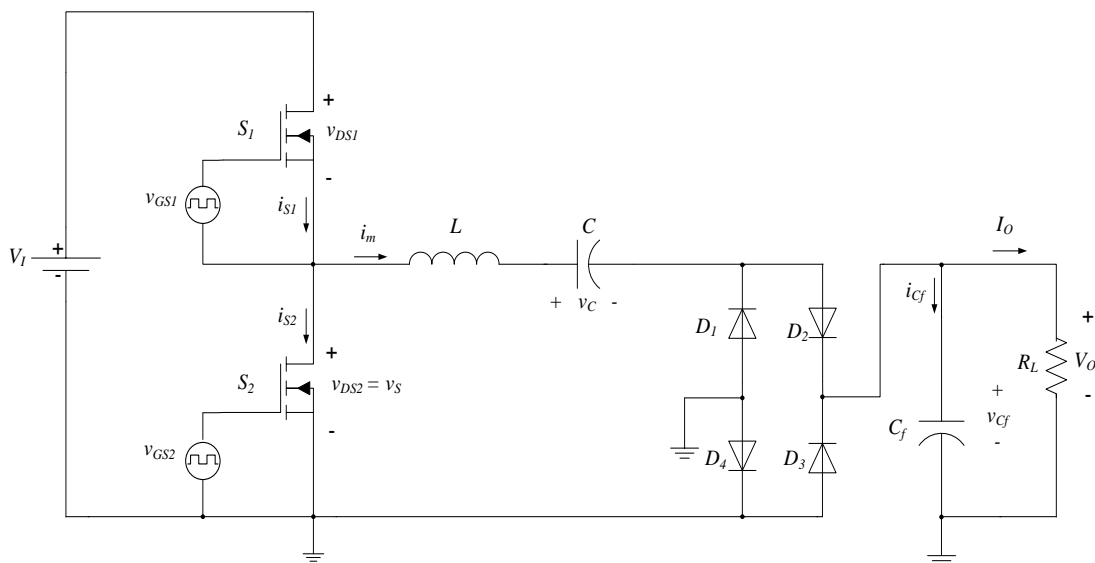 +
S1
vDS1
-
vGS1
iS1
VI
+
-
im
L
C
+ vC -
IO
iCf
D1
D2
iS2
+
S2
vDS2 = vS
-
vGS2
D4
D3
Cf
+
vCf
-
RL
+
VO
-